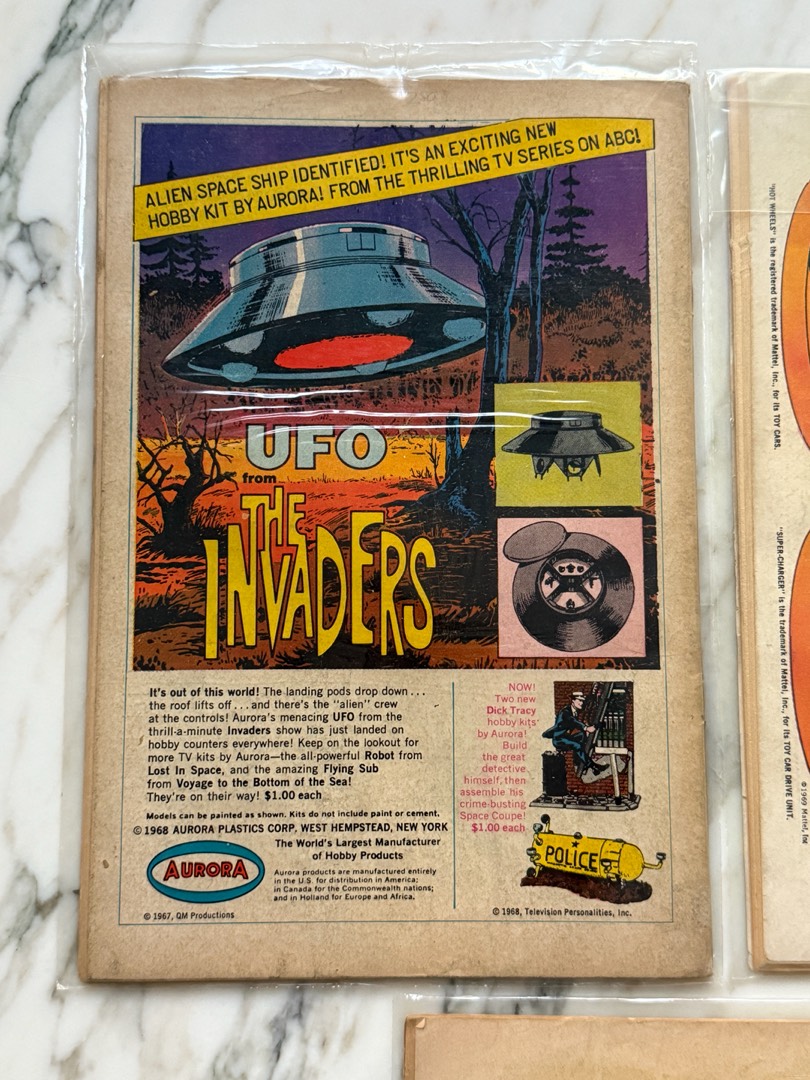 ALIEN SPACE SHIP IDENTIFIED! IT'S AN EXCITING NEW
HOBBY KIT BY AURORA! FROM THE THRILLING TV SERIES ON ABC!
UFO
from
THE
INVADERS
It's out of this world! The landing pods drop down...
the roof lifts off...and there's the "alien" crew
at the controls! Aurora's menacing UFO from the
thrill-a-minute Invaders show has just landed on
hobby counters everywhere! Keep on the lookout for
more TV kits by Aurora—the all-powerful Robot from
Lost In Space, and the amazing Flying Sub
from Voyage to the Bottom of the Sea!
They're on their way! $1.00 each
Models can be painted as shown. Kits do not include paint or cement.
© 1968 AURORA PLASTICS CORP, WEST HEMPSTEAD, NEW YORK
AURORA
The World's Largest Manufacturer
of Hobby Products
Aurora products are manufactured entirely
in the U.S. for distribution in America;
in Canada for the Commonwealth nations;
and in Holland for Europe and Africa.
© 1967, QM Productions
NOW!
Two new
Dick Tracy
hobby kits
by Aurora!
Build
the great
detective
himself, then
assemble his
crime-busting
Space Coupe!
$1.00 each
POLICE
© 1968, Television Personalities, Inc.
"HOT WHEELS" is the registered trademark of Mattel, Inc., for its TOY CARS.
"SUPER-CHARGER" is the trademark of Mattel, Inc., for its TOY CAR DRIVE UNIT.
© 1969 Mattel, Inc